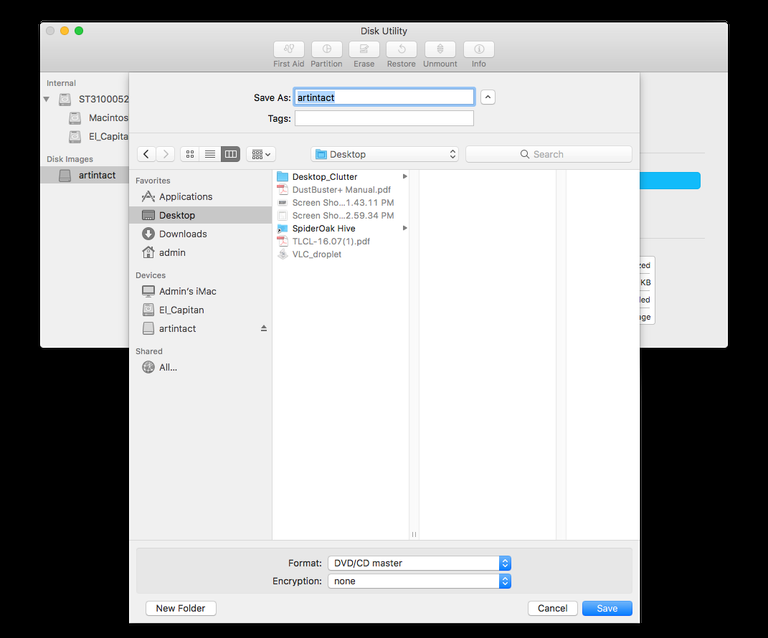 Disk Utility
First Aid Partition Erase Restore Unmount Info
Internal
ST3100052
Macintos
El_Capita
Disk Images
artintact
Save As: artintact
Tags:
Desktop
Search
Favorites
Applications
Desktop
Downloads
admin
Devices
Admin's iMac
El_Capitan
artintact
Shared
All...
Desktop_Clutter
DustBuster+ Manual.pdf
Screen Sho...1.43.11 PM
Screen Sho...2.59.34 PM
SpiderOak Hive
TLCL-16.07(1).pdf
VLC_droplet
zed
KB
led
age
Format: DVD/CD master
Encryption: none
New Folder
Cancel
Save